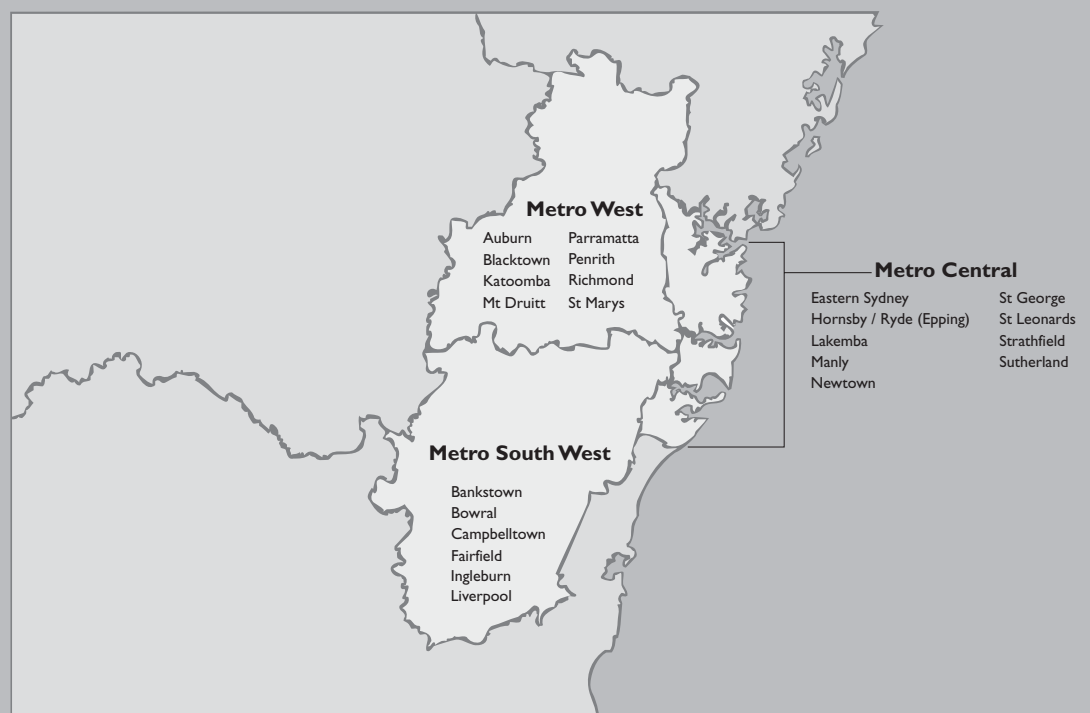 Metro West
Auburn Parramatta
Blacktown Penrith
Katoomba Richmond
Mt Druitt St Marys
Metro Central
Eastern Sydney St George
Hornsby / Ryde (Epping) St Leonards
Lakemba Strathfield
Manly Sutherland
Newtown
Metro South West
Bankstown
Bowral
Campbelltown
Fairfield
Ingleburn
Liverpool